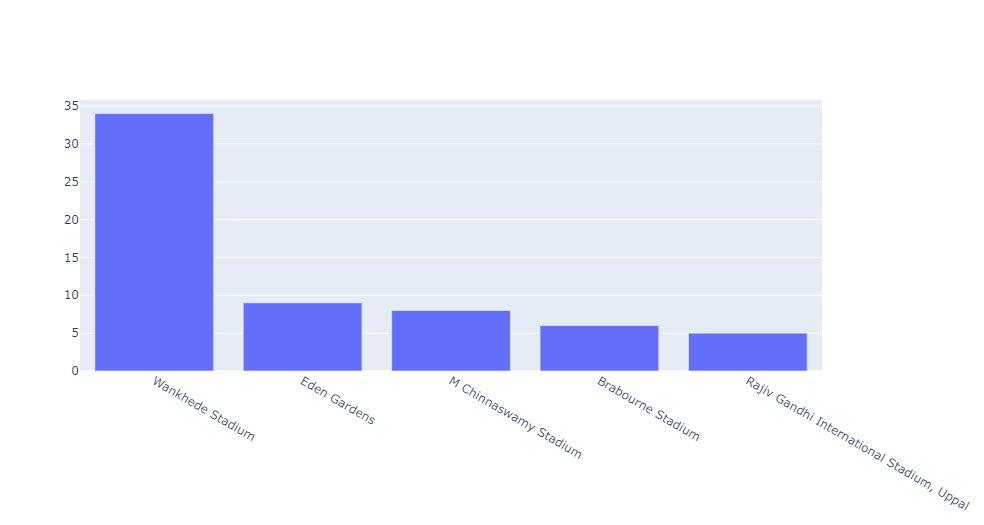 35
30
25
20
15
10
5
0
Wankhede Stadium
Eden Gardens
M Chinnaswamy Stadium
Brabourne Stadium
Rajiv Gandhi International Stadium, Uppal